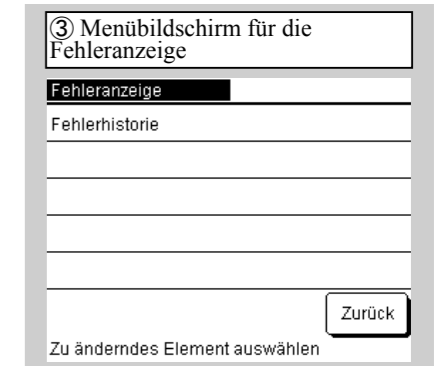 ③ Menübildschirm für die
Fehleranzeige
Fehleranzeige
Fehlerhistorie
Zurück
Zu änderndes Element auswählen